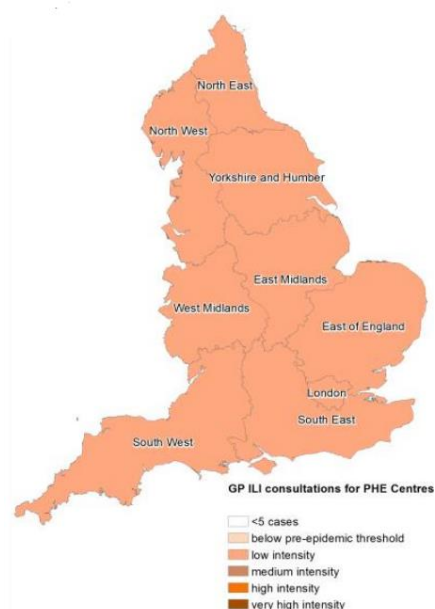 North East
North West
Yorkshire and Humber
East Midlands
West Midlands
East of England
London
South East
South West
GP ILI consultations for PHE Centres
<5 cases
below pre-epidemic threshold
low intensity
medium intensity
high intensity
very high intensity